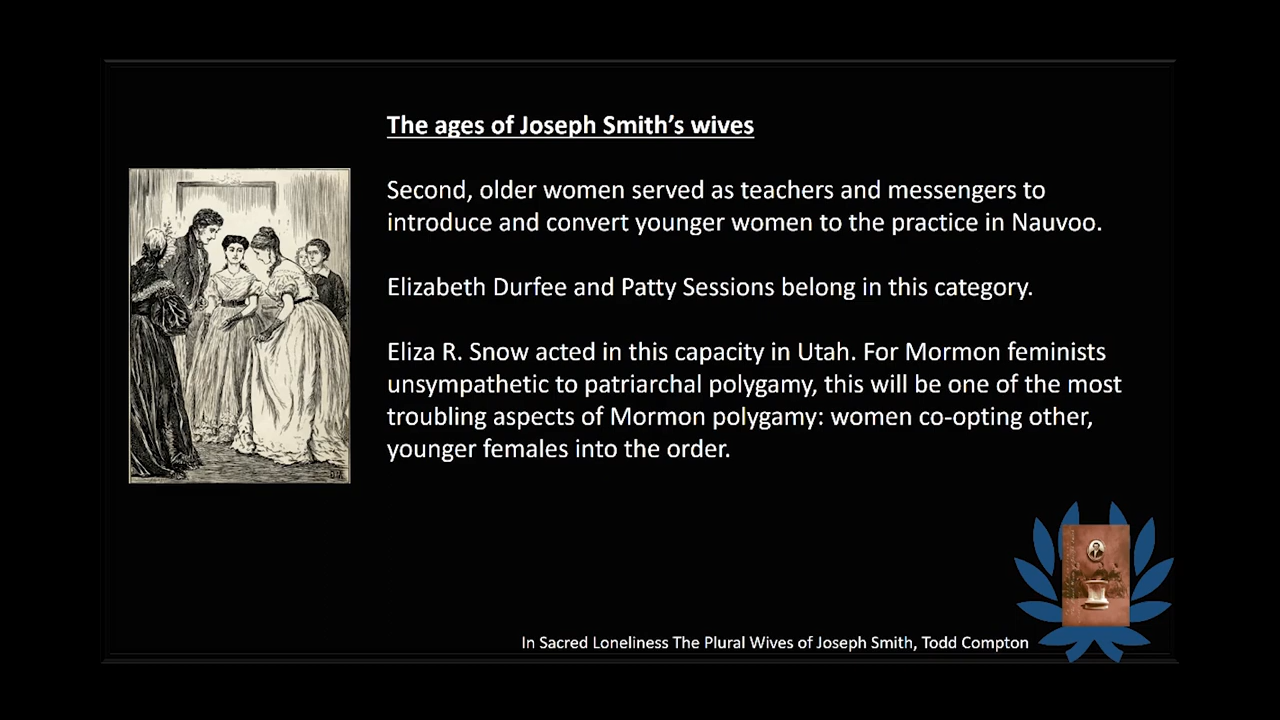 The ages of Joseph Smith's wives
Second, older women served as teachers and messengers to
introduce and convert younger women to the practice in Nauvoo.
Elizabeth Durfee and Patty Sessions belong in this category.
Eliza R. Snow acted in this capacity in Utah. For Mormon feminists
unsympathetic to patriarchal polygamy, this will be one of the most
troubling aspects of Mormon polygamy: women co-opting other,
younger females into the order.
In Sacred Loneliness The Plural Wives of Joseph Smith, Todd Compton